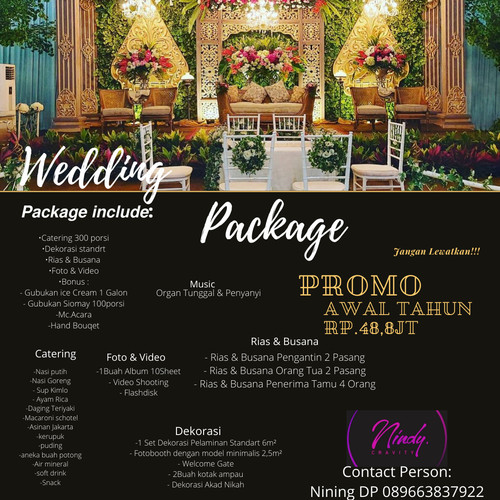 Wedding
Package
Package include:
•Catering 300 porsi
•Dekorasi standrt
•Rias & Busana
•Foto & Video
•Bonus :
- Gubukan ice Cream 1 Galon
- Gubukan Siomay 100porsi
-Mc.Acara
-Hand Bouqet
Music
Organ Tunggal & Penyanyi
Jangan Lewatkan!!!
PROMO
AWAL TAHUN
RP.48,8JT
Rias & Busana
- Rias & Busana Pengantin 2 Pasang
- Rias & Busana Orang Tua 2 Pasang
- Rias & Busana Penerima Tamu 4 Orang
Catering
-Nasi putih
-Nasi Goreng
- Sup Kimlo
- Ayam Rica
-Daging Teriyaki
-Macaroni schotel
-Asinan Jakarta
-kerupuk
-puding
-aneka buah potong
-Air mineral
-soft drink
-Snack
Foto & Video
-1Buah Album 10Sheet
- Video Shooting
- Flashdisk
Dekorasi
-1 Set Dekorasi Pelaminan Standart 6m²
- Fotobooth dengan model minimalis 2,5m²
- Welcome Gate
- 2Buah kotak ampau
- Dekorasi Akad Nikah
Nindy
CRAVITY
Contact Person:
Nining DP 089663837922